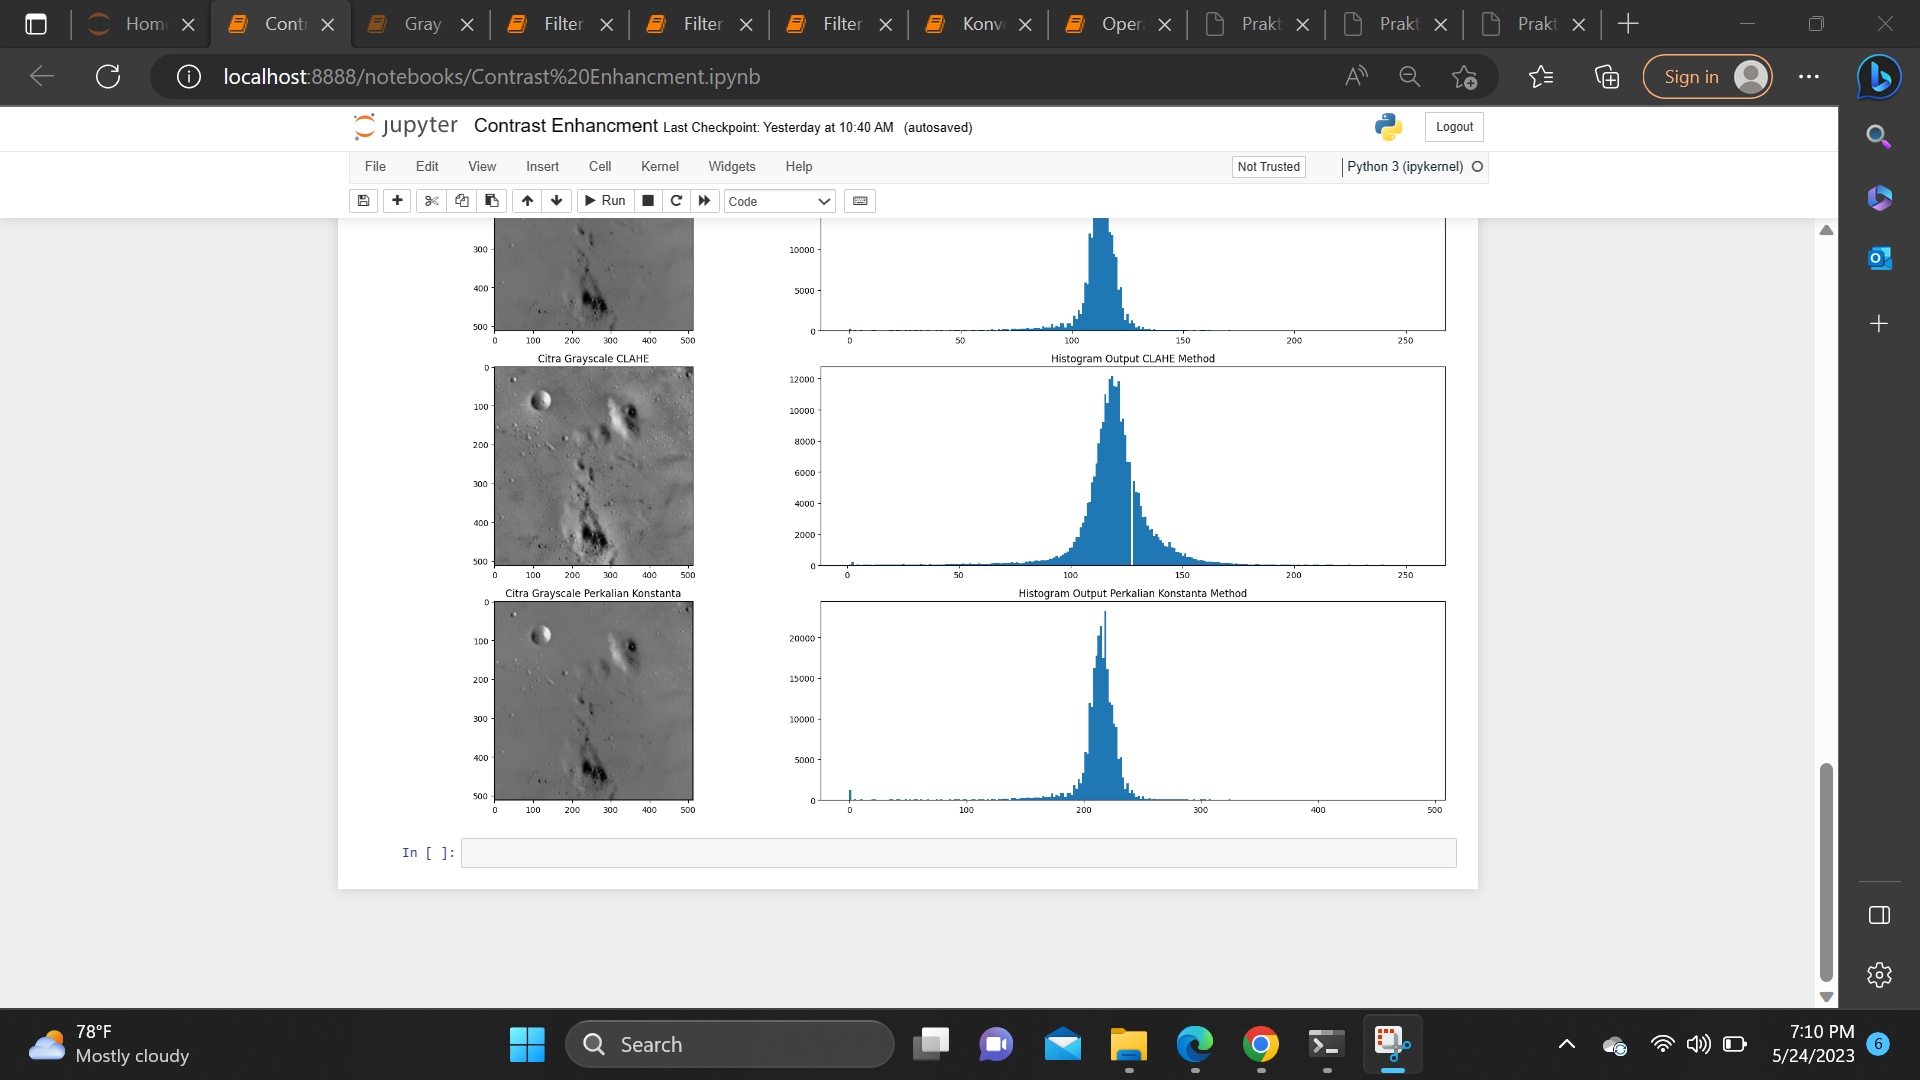 Hom
Contr
Gray
Filter
Filter
Filter
Konv
Oper
Prakt
Prakt
Prakt
localhost:8888/notebooks/Contrast%20Enhancment.ipynb
Sign in
jupyter Contrast Enhancment Last Checkpoint: Yesterday at 10:40 AM (autosaved)
Logout
File Edit View Insert Cell Kernel Widgets Help
Not Trusted
Python 3 (ipykernel)
Run
Code
300
400
500
0 100 200 300 400 500
10000
5000
0
0 50 100 150 200 250
Citra Grayscale CLAHE
0
100
200
300
400
500
0 100 200 300 400 500
Histogram Output CLAHE Method
12000
10000
8000
6000
4000
2000
0
0 50 100 150 200 250
Citra Grayscale Perkalian Konstanta
0
100
200
300
400
500
0 100 200 300 400 500
Histogram Output Perkalian Konstanta Method
20000
15000
10000
5000
0
0 100 200 300 400 500
In [ ]:
78°F
Mostly cloudy
Search
7:10 PM
5/24/2023
6